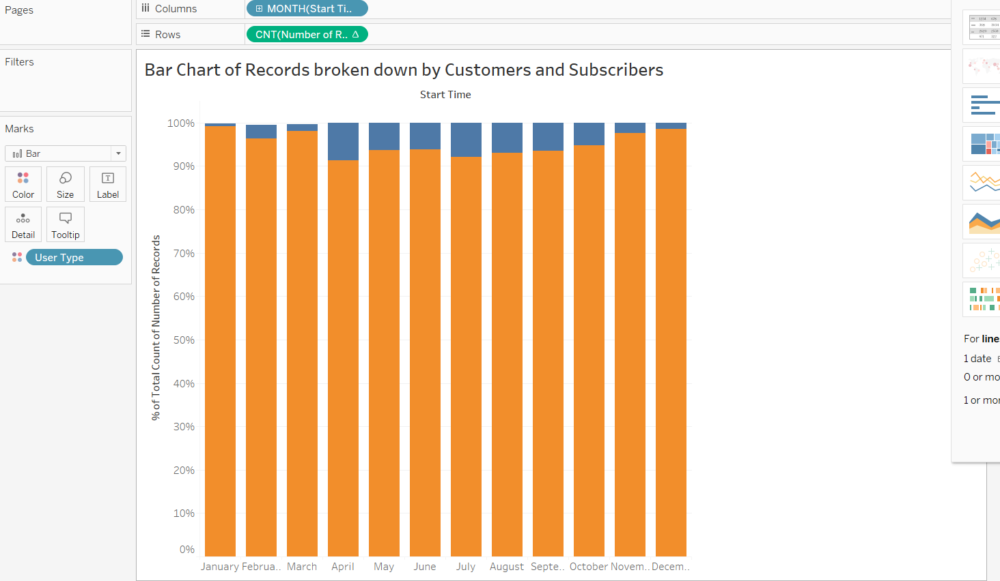 Pages
Columns
MONTH(Start Ti..
Rows
CNT(Number of R.. Δ
Filters
Marks
Bar
Color
Size
Label
Detail
Tooltip
User Type
Bar Chart of Records broken down by Customers and Subscribers
Start Time
% of Total Count of Number of Records
100%
90%
80%
70%
60%
50%
40%
30%
20%
10%
0%
January Februa.. March April May June July August Septe.. October Novem.. Decem..
For line
1 date
0 or mo
1 or mor